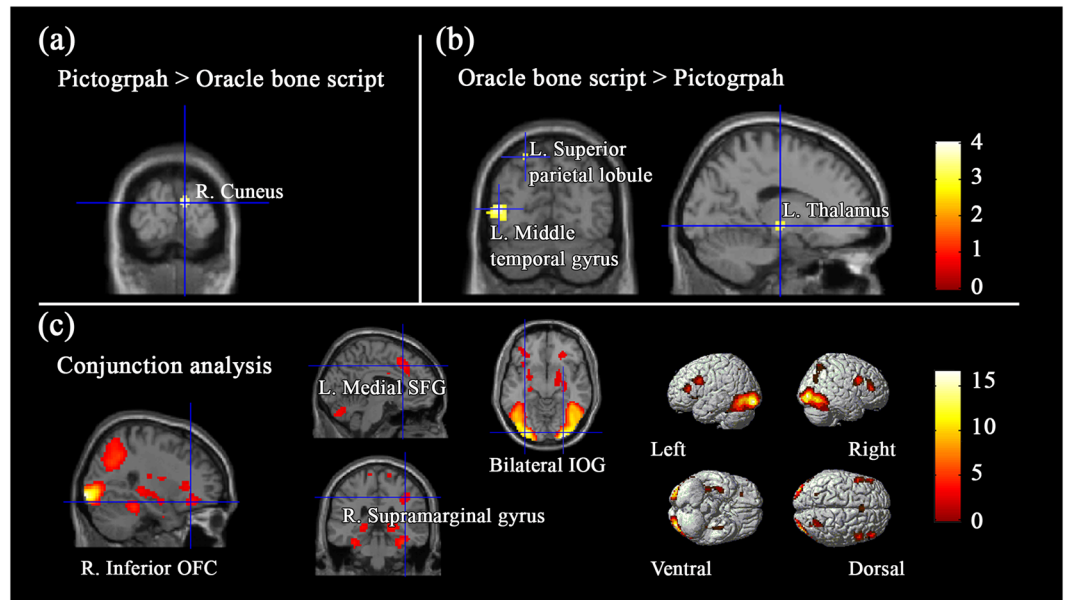 (a)
Pictogrpah > Oracle bone script
R. Cuneus
(b)
Oracle bone script > Pictogrpah
L. Superior
parietal lobule
L. Middle
temporal gyrus
L. Thalamus
4
3
2
1
0
(c)
Conjunction analysis
R. Inferior OFC
L. Medial SFG
R. Supramarginal gyrus
Bilateral IOG
Left
Right
Ventral
Dorsal
15
10
5
0